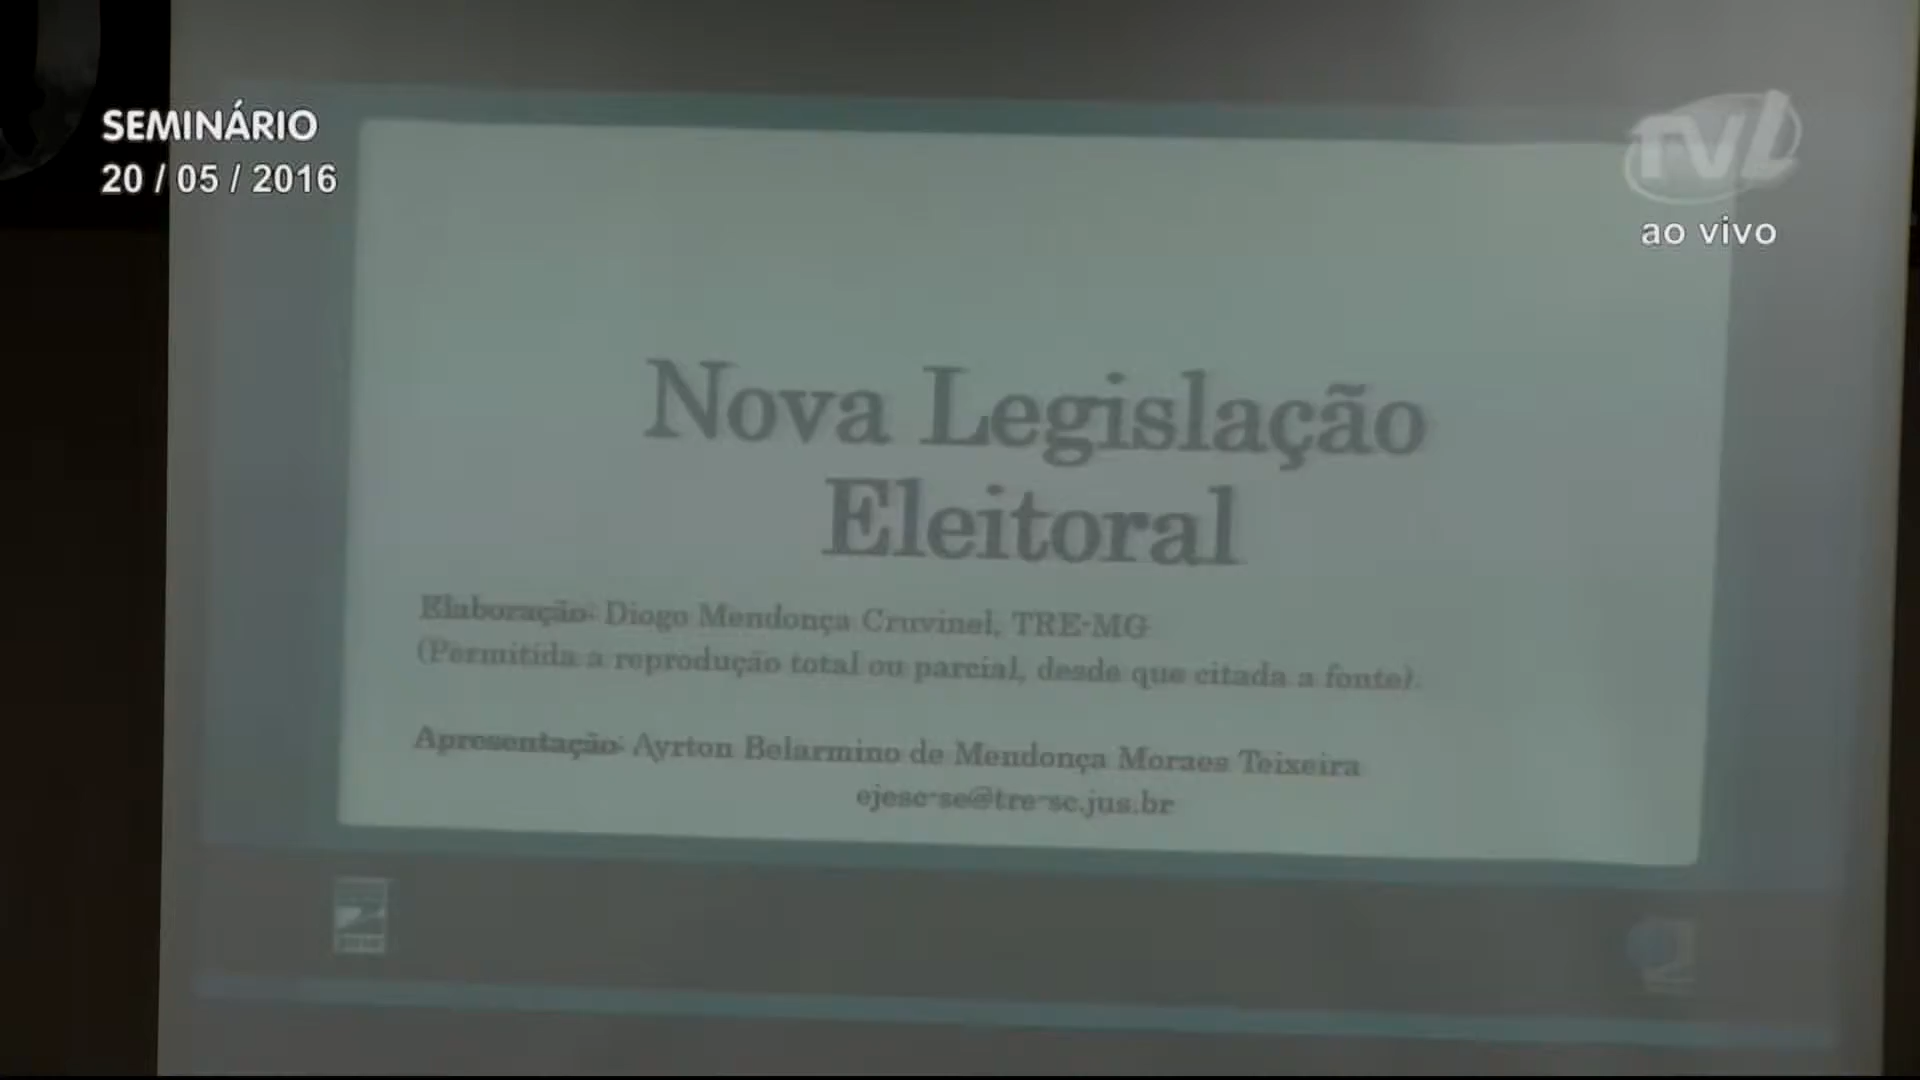 SEMINÁRIO
20 / 05 / 2016
TVL
ao vivo
Nova Legislação
Eleitoral
Elaboração: Diogo Mendonça Cruvinel, TRE-MG
(Permitida a reprodução total ou parcial, desde que citada a fonte).
Apresentação: Ayrton Belarmino de Mendonça Moraes Teixeira
ejesc-se@tre-sc.jus.br